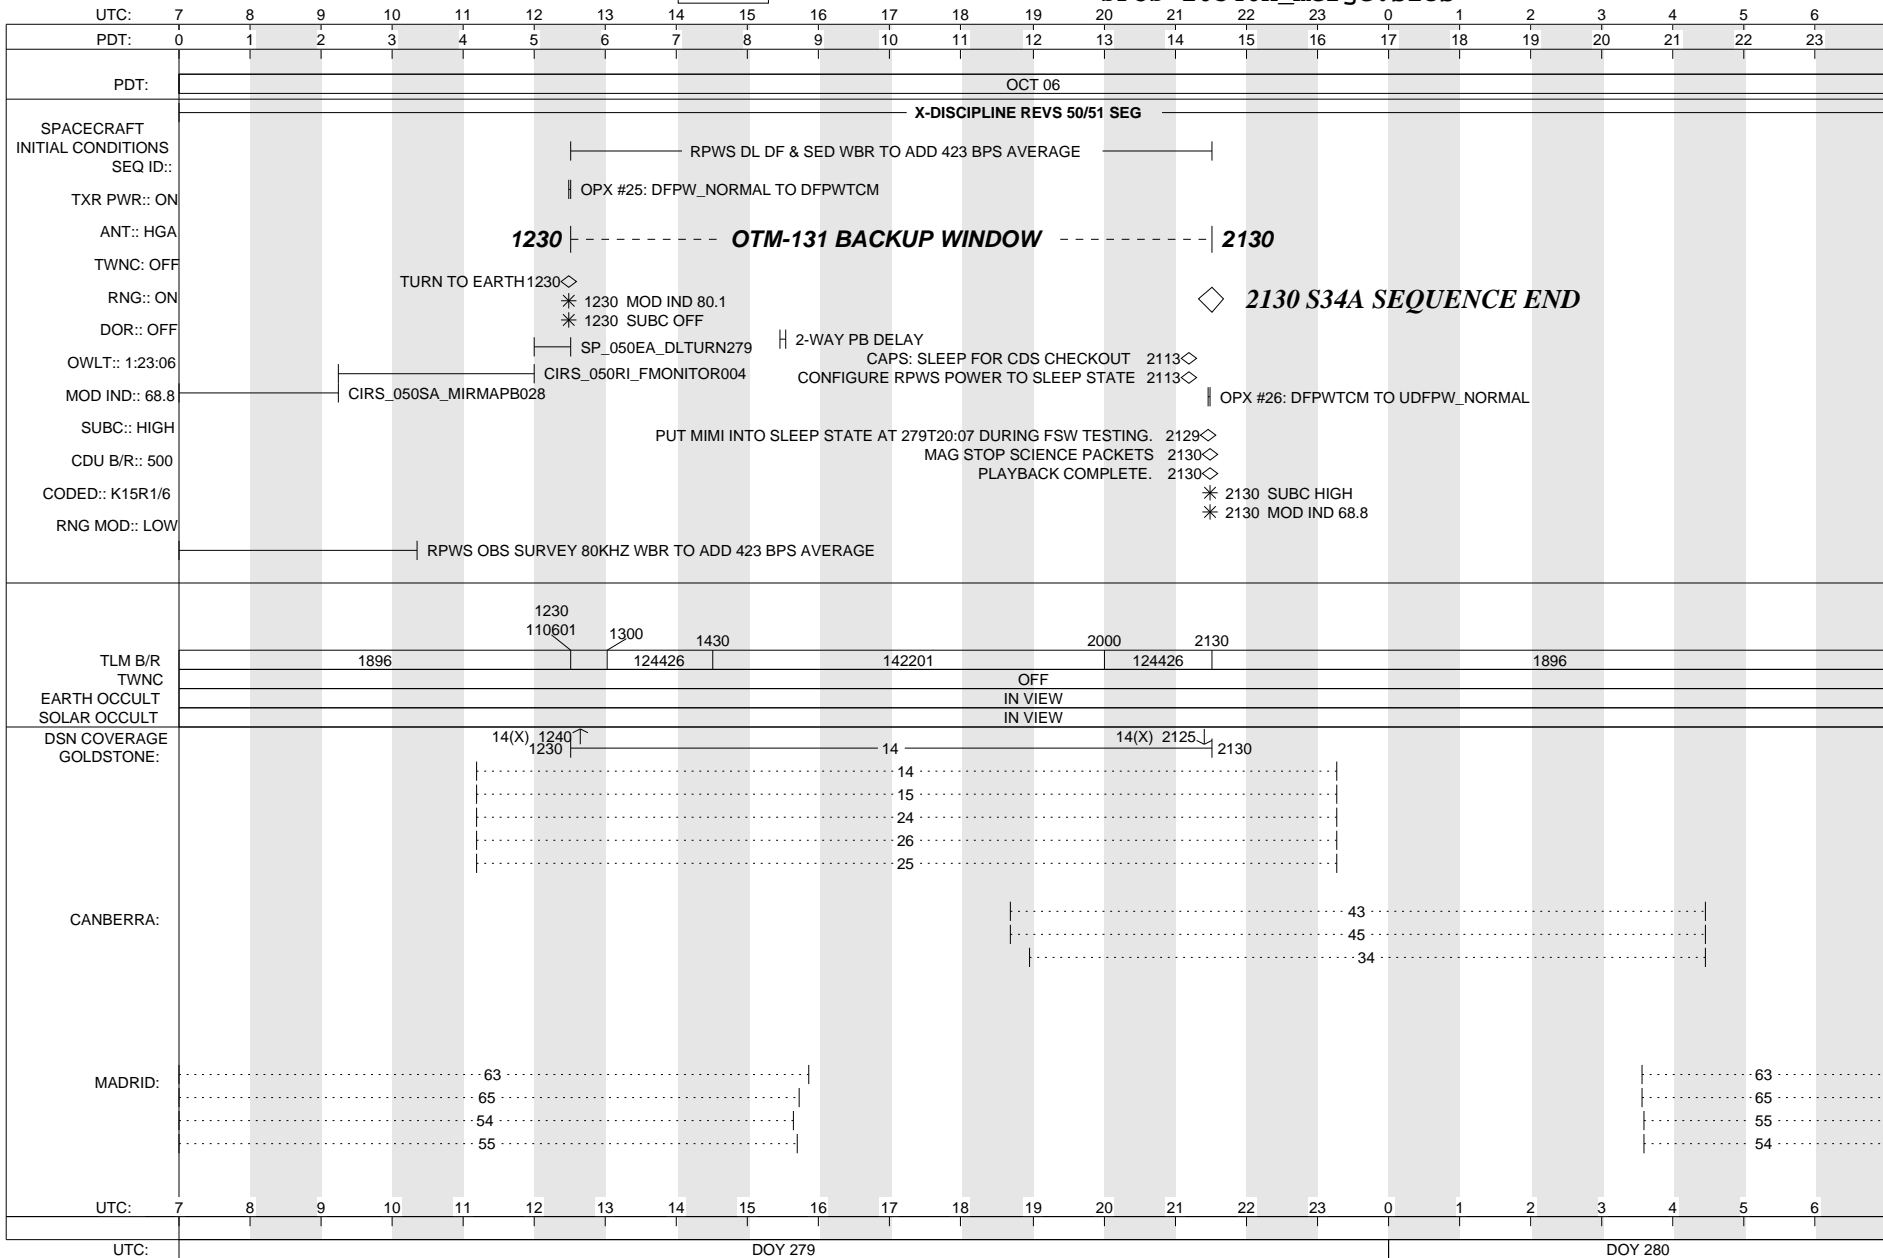 UTC: 7 8 9 10 11 12 13 14 15 16 17 18 19 20 21 22 23 0 1 2 3 4 5 6
PDT: 0 1 2 3 4 5 6 7 8 9 10 11 12 13 14 15 16 17 18 19 20 21 22 23
PDT: OCT 06
X-DISCIPLINE REVS 50/51 SEG
SPACECRAFT
INITIAL CONDITIONS
SEQ ID::
RPWS DL DF & SED WBR TO ADD 423 BPS AVERAGE
OPX #25: DFPW_NORMAL TO DFPWTCM
TXR PWR:: ON
ANT:: HGA
1230 OTM-131 BACKUP WINDOW 2130
TWNC: OFF
TURN TO EARTH 1230
RNG:: ON
1230 MOD IND 80.1
2130 S34A SEQUENCE END
1230 SUBC OFF
DOR:: OFF
2-WAY PB DELAY
SP_050EA_DLTURN279
CAPS: SLEEP FOR CDS CHECKOUT 2113
OWLT:: 1:23:06
CIRS_050RI_FMONITOR004
CONFIGURE RPWS POWER TO SLEEP STATE 2113
MOD IND:: 68.8
CIRS_050SA_MIRMAPB028
OPX #26: DFPWTCM TO UDFPW_NORMAL
SUBC:: HIGH
PUT MIMI INTO SLEEP STATE AT 279T20:07 DURING FSW TESTING. 2129
MAG STOP SCIENCE PACKETS 2130
CDU B/R:: 500
PLAYBACK COMPLETE. 2130
CODED:: K15R1/6
2130 SUBC HIGH
2130 MOD IND 68.8
RNG MOD:: LOW
RPWS OBS SURVEY 80KHZ WBR TO ADD 423 BPS AVERAGE
1230
110601 1300 1430 2000 2130
TLM B/R 1896 124426 142201 124426 1896
TWNC OFF
EARTH OCCULT IN VIEW
SOLAR OCCULT IN VIEW
DSN COVERAGE
14(X) 1240 14(X) 2125
GOLDSTONE: 1230 14 2130
14
15
24
26
25
CANBERRA: 43
45
34
MADRID: 63 63
65 65
54 55
55 54
UTC: 7 8 9 10 11 12 13 14 15 16 17 18 19 20 21 22 23 0 1 2 3 4 5 6
UTC: DOY 279 DOY 280